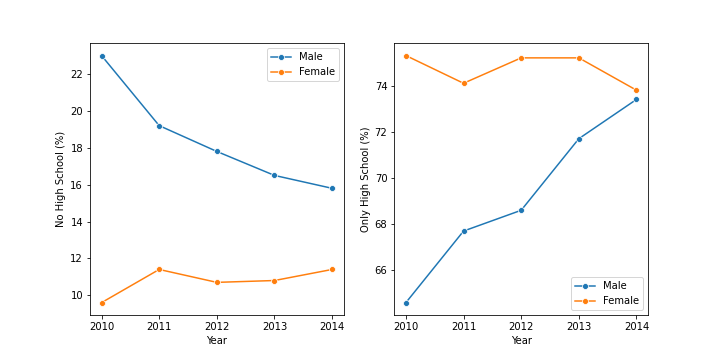 No High School (%)
22
20
18
16
14
12
10
2010 2011 2012 2013 2014
Year
Male
Female
Only High School (%)
74
72
70
68
66
2010 2011 2012 2013 2014
Year
Male
Female